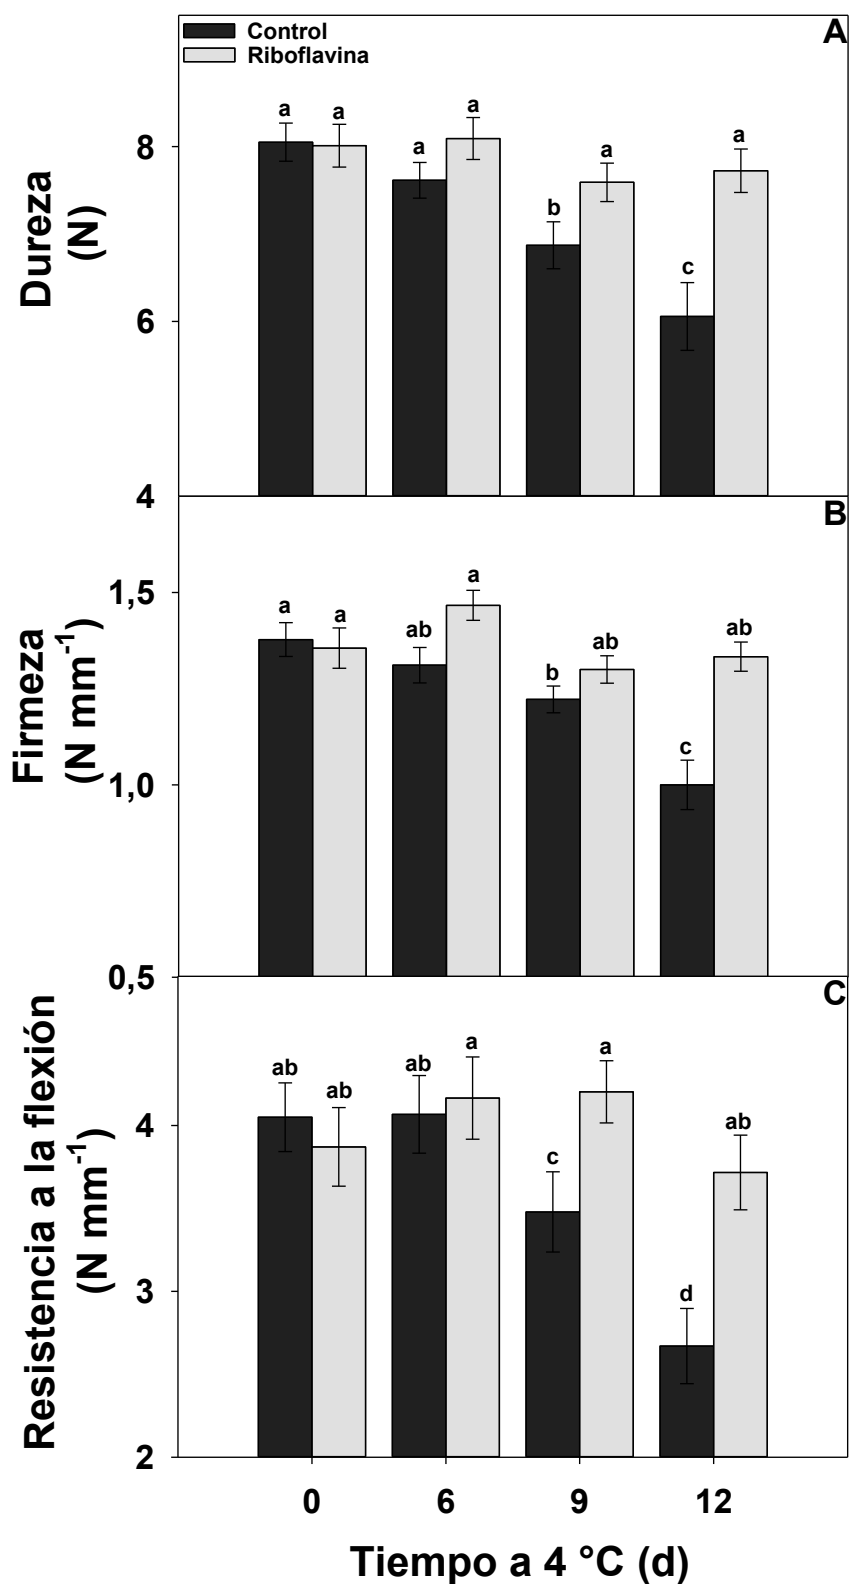 Control
Riboflavina
A
Dureza
(N)
8
6
4
a
a
a
a
b
a
c
a
B
Firmeza
(N mm⁻¹)
1,5
1,0
0,5
a
a
ab
a
b
ab
c
ab
C
Resistencia a la flexión
(N mm⁻¹)
4
3
2
ab
ab
ab
a
c
a
d
ab
0 6 9 12
Tiempo a 4 °C (d)